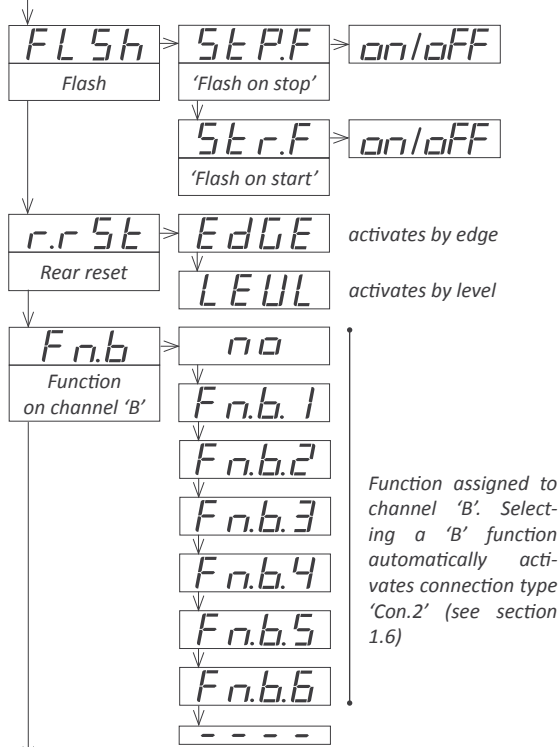 FLSh StP.F on/oFF
Flash 'Flash on stop'
Str.F on/oFF
'Flash on start'
r.rSt EdGE activates by edge
Rear reset
LEUL activates by level
Fn.b no
Function
on channel 'B'
Fn.b.1
Fn.b.2
Fn.b.3
Fn.b.4
Fn.b.5
Fn.b.6
Function assigned to
channel 'B'. Select-
ing a 'B' function
automatically acti-
vates connection type
'Con.2' (see section
1.6)
----